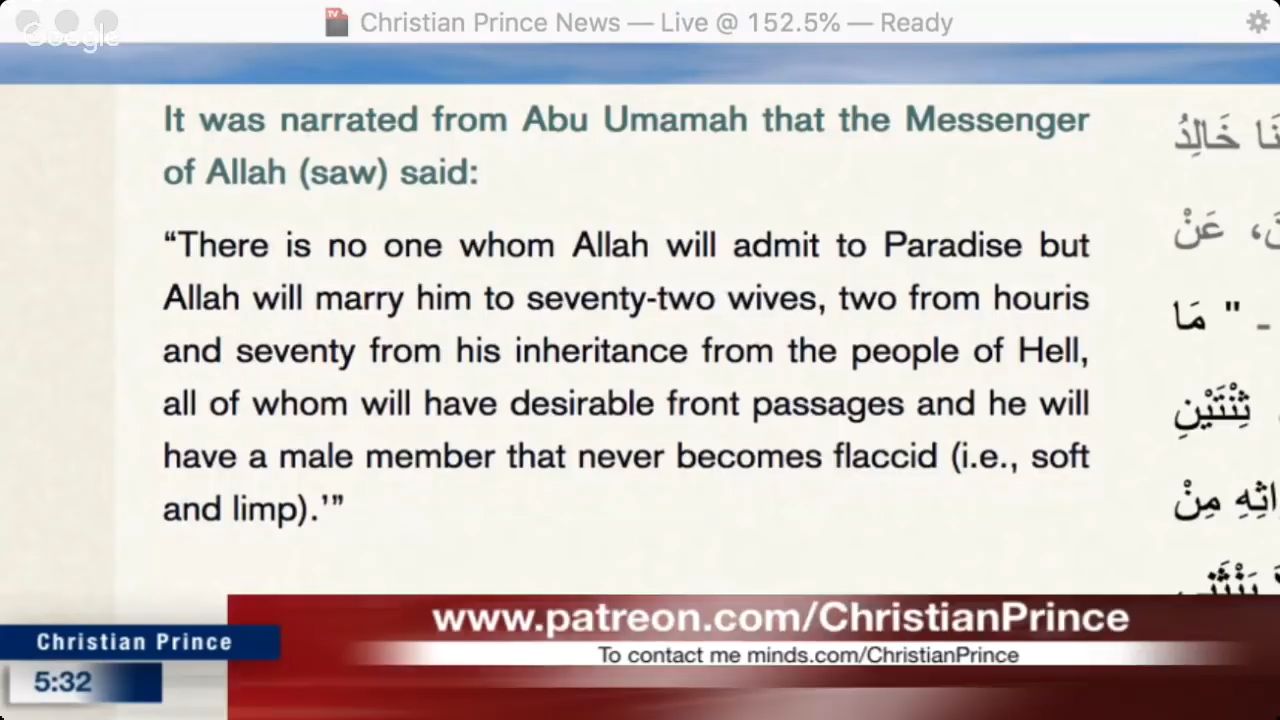 Google
TV
Christian Prince News — Live @ 152.5% — Ready
It was narrated from Abu Umamah that the Messenger
of Allah (saw) said:
“There is no one whom Allah will admit to Paradise but
Allah will marry him to seventy-two wives, two from houris
and seventy from his inheritance from the people of Hell,
all of whom will have desirable front passages and he will
have a male member that never becomes flaccid (i.e., soft
and limp).’”
نَا خَالِدُ
عَنْ
- " مَا
ثِنْتَيْنِ
مِنْ
www.patreon.com/ChristianPrince
To contact me minds.com/ChristianPrince
Christian Prince
5:32